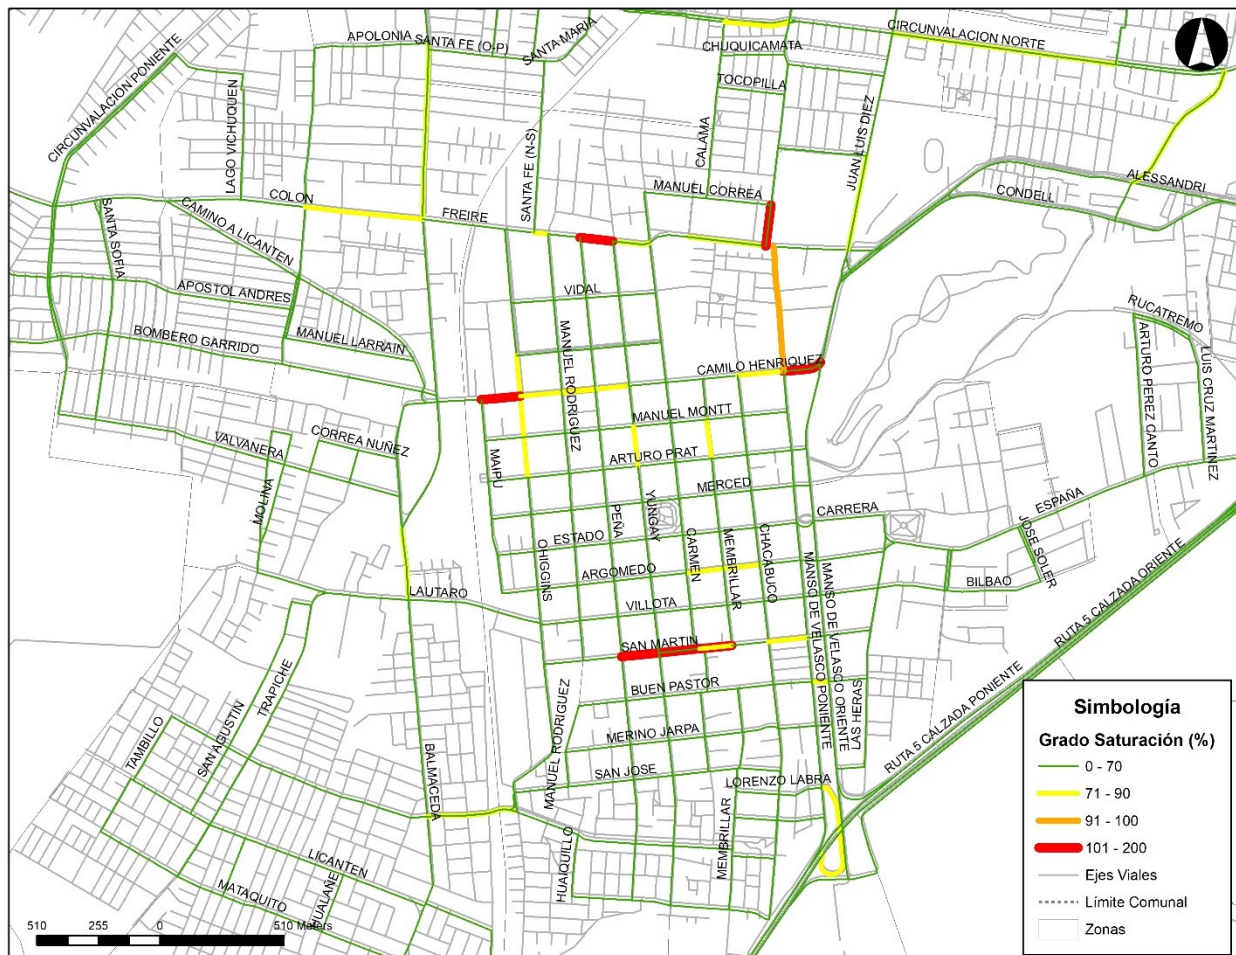 CIRCUNVALACION NORTE
APOLONIA
SANTA FE (O-P)
SANTA MARIA
CHUQUICAMATA
TOCOPILLA
CIRCUNVALACION PONIENTE
LAGO VICHUQUEN
CALAMA
JUAN LUIS DIEZ
SANTA FE (N-S)
MANUEL CORREA
ALESSANDRI
CONDELL
COLON
FREIRE
SANTA SOFIA
CAMINO A LICANTEN
APOSTOL ANDRES
VIDAL
RUCATREMO
BOMBERO GARRIDO
MANUEL LARRAIN
MANUEL RODRIGUEZ
CAMILO HENRIQUEZ
ARTURO PEREZ CANTO
LUIS CRUZ MARTINEZ
MANUEL MONTT
CORREA NUÑEZ
VALVANERA
MAIPU
ARTURO PRAT
MERCED
MOLINA
PEÑA
YUNGAY
CARRERA
ESPAÑA
ESTADO
CARMEN
MEMBRILLAR
CHACABUCO
JOSE SOLER
OHIGGINS
ARGOMEDO
MANSO DE VELASCO PONIENTE
MANSO DE VELASCO ORIENTE
BILBAO
LAUTARO
VILLOTA
RUTA 5 CALZADA ORIENTE
SAN MARTIN
TRAPICHE
BUEN PASTOR
LAS HERAS
RUTA 5 CALZADA PONIENTE
TAMBILLO
SAN AGUSTIN
MANUEL RODRIGUEZ
MERINO JARPA
BALMACEDA
SAN JOSE
LORENZO LABRA
MEMBRILLAR
HUAIQUILLO
LICANTEN
HUALAÑE
MATAQUITO
510 255 0 510 Meters
Simbología
Grado Saturación (%)
0 - 70
71 - 90
91 - 100
101 - 200
Ejes Viales
Límite Comunal
Zonas